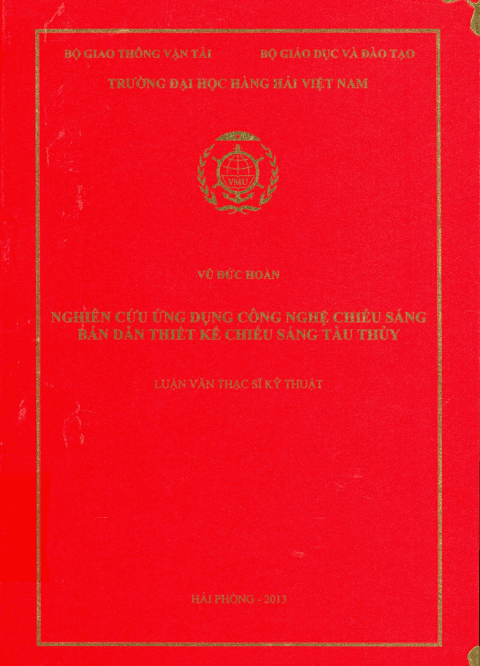 BỘ GIAO THÔNG VẬN TẢI BỘ GIÁO DỤC VÀ ĐÀO TẠO
TRƯỜNG ĐẠI HỌC HÀNG HẢI VIỆT NAM
VMU
VŨ ĐỨC HOÀN
NGHIÊN CỨU ỨNG DỤNG CÔNG NGHỆ CHIẾU SÁNG
BÁN DẪN THIẾT KẾ CHIẾU SÁNG TÀU THỦY
LUẬN VĂN THẠC SĨ KỸ THUẬT
HẢI PHÒNG - 2013